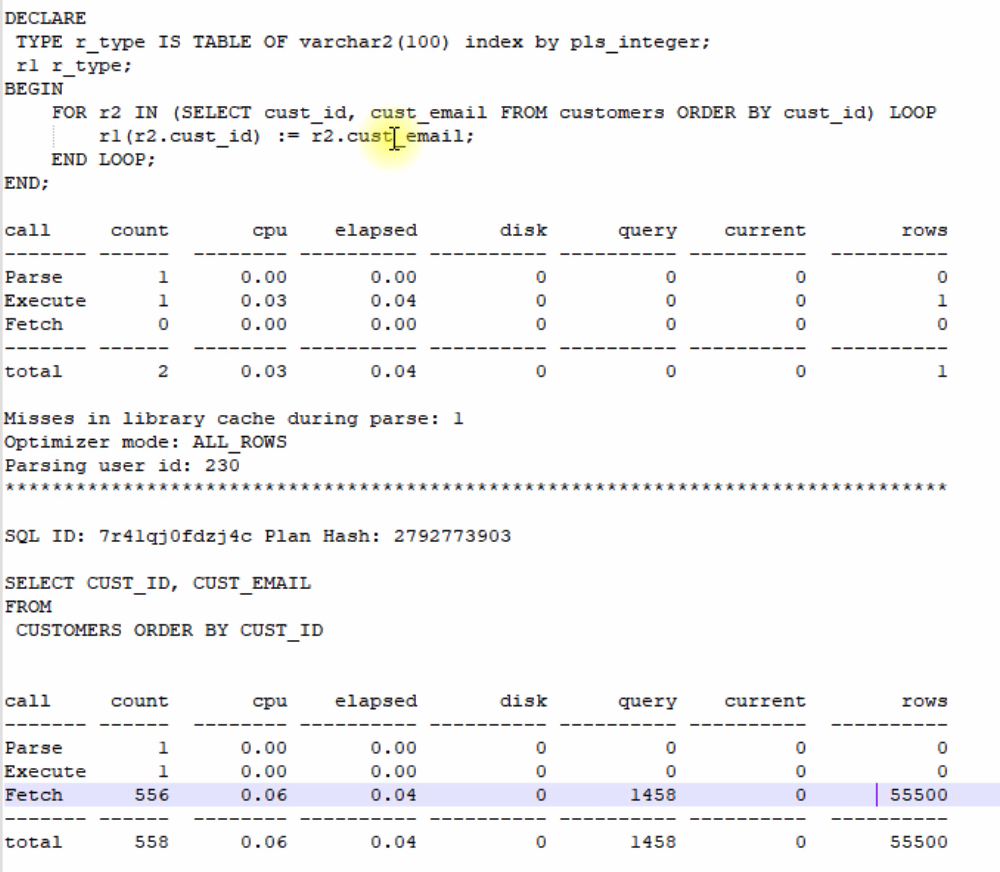 DECLARE
 TYPE r_type IS TABLE OF varchar2(100) index by pls_integer;
 r1 r_type;
BEGIN
    FOR r2 IN (SELECT cust_id, cust_email FROM customers ORDER BY cust_id) LOOP
        r1(r2.cust_id) := r2.cust_email;
    END LOOP;
END;

call     count       cpu    elapsed       disk      query    current        rows
------- ------  -------- ---------- ---------- ---------- ----------  ----------
Parse        1      0.00       0.00          0          0          0           0
Execute      1      0.03       0.04          0          0          0           1
Fetch        0      0.00       0.00          0          0          0           0
------- ------  -------- ---------- ---------- ---------- ----------  ----------
total        2      0.03       0.04          0          0          0           1

Misses in library cache during parse: 1
Optimizer mode: ALL_ROWS
Parsing user id: 230
********************************************************************************

SQL ID: 7r41qj0fdzj4c Plan Hash: 2792773903

SELECT CUST_ID, CUST_EMAIL
FROM
 CUSTOMERS ORDER BY CUST_ID


call     count       cpu    elapsed       disk      query    current        rows
------- ------  -------- ---------- ---------- ---------- ----------  ----------
Parse        1      0.00       0.00          0          0          0           0
Execute      1      0.00       0.00          0          0          0           0
Fetch      556      0.06       0.04          0       1458          0       55500
------- ------  -------- ---------- ---------- ---------- ----------  ----------
total      558      0.06       0.04          0       1458          0       55500